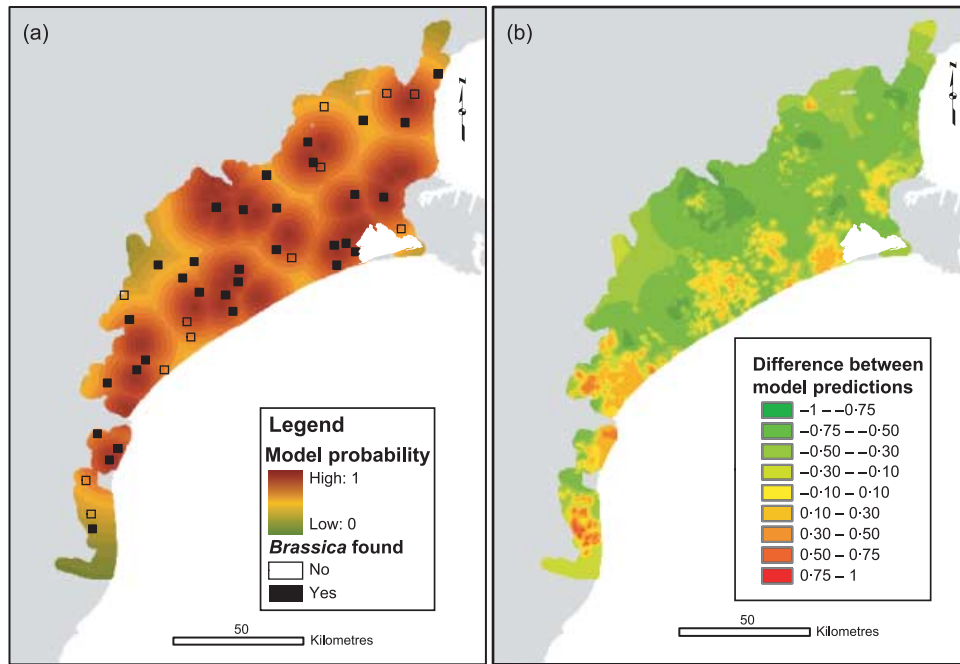 (a)
N
Legend
Model probability
High: 1
Low: 0
Brassica found
No
Yes
50
Kilometres
(b)
N
Difference between
model predictions
–1 – –0·75
–0·75 – –0·50
–0·50 – –0·30
–0·30 – –0·10
–0·10 – 0·10
0·10 – 0·30
0·30 – 0·50
0·50 – 0·75
0·75 – 1
50
Kilometres